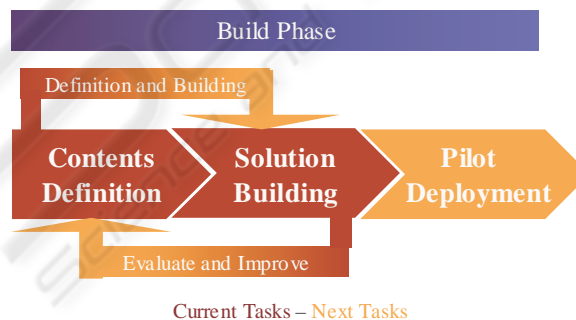 Build Phase
Definition and Building
Contents
Definition
Solution
Building
Pilot
Deployment
Evaluate and Improve
Current Tasks – Next Tasks